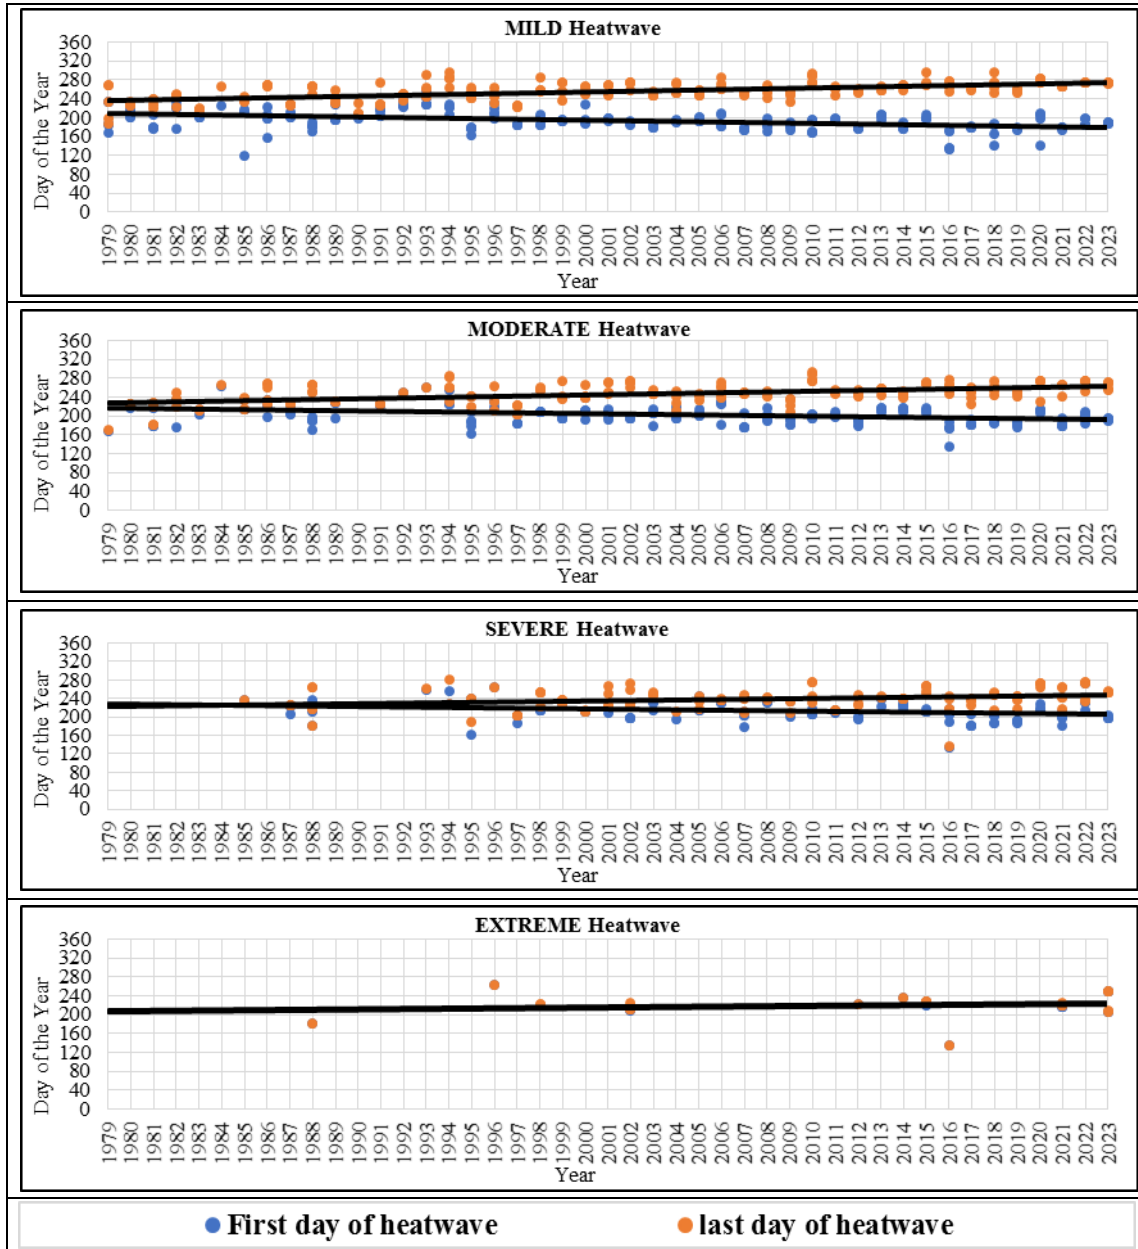 MILD Heatwave
360
320
280
240
200
160
120
80
40
0
Day of the Year
1979 1980 1981 1982 1983 1984 1985 1986 1987 1988 1989 1990 1991 1992 1993 1994 1995 1996 1997 1998 1999 2000 2001 2002 2003 2004 2005 2006 2007 2008 2009 2010 2011 2012 2013 2014 2015 2016 2017 2018 2019 2020 2021 2022 2023
Year
MODERATE Heatwave
360
320
280
240
200
160
120
80
40
0
Day of the Year
1979 1980 1981 1982 1983 1984 1985 1986 1987 1988 1989 1990 1991 1992 1993 1994 1995 1996 1997 1998 1999 2000 2001 2002 2003 2004 2005 2006 2007 2008 2009 2010 2011 2012 2013 2014 2015 2016 2017 2018 2019 2020 2021 2022 2023
Year
SEVERE Heatwave
360
320
280
240
200
160
120
80
40
0
Day of the Year
1979 1980 1981 1982 1983 1984 1985 1986 1987 1988 1989 1990 1991 1992 1993 1994 1995 1996 1997 1998 1999 2000 2001 2002 2003 2004 2005 2006 2007 2008 2009 2010 2011 2012 2013 2014 2015 2016 2017 2018 2019 2020 2021 2022 2023
Year
EXTREME Heatwave
360
320
280
240
200
160
120
80
40
0
Day of the Year
1979 1980 1981 1982 1983 1984 1985 1986 1987 1988 1989 1990 1991 1992 1993 1994 1995 1996 1997 1998 1999 2000 2001 2002 2003 2004 2005 2006 2007 2008 2009 2010 2011 2012 2013 2014 2015 2016 2017 2018 2019 2020 2021 2022 2023
Year
First day of heatwave
last day of heatwave